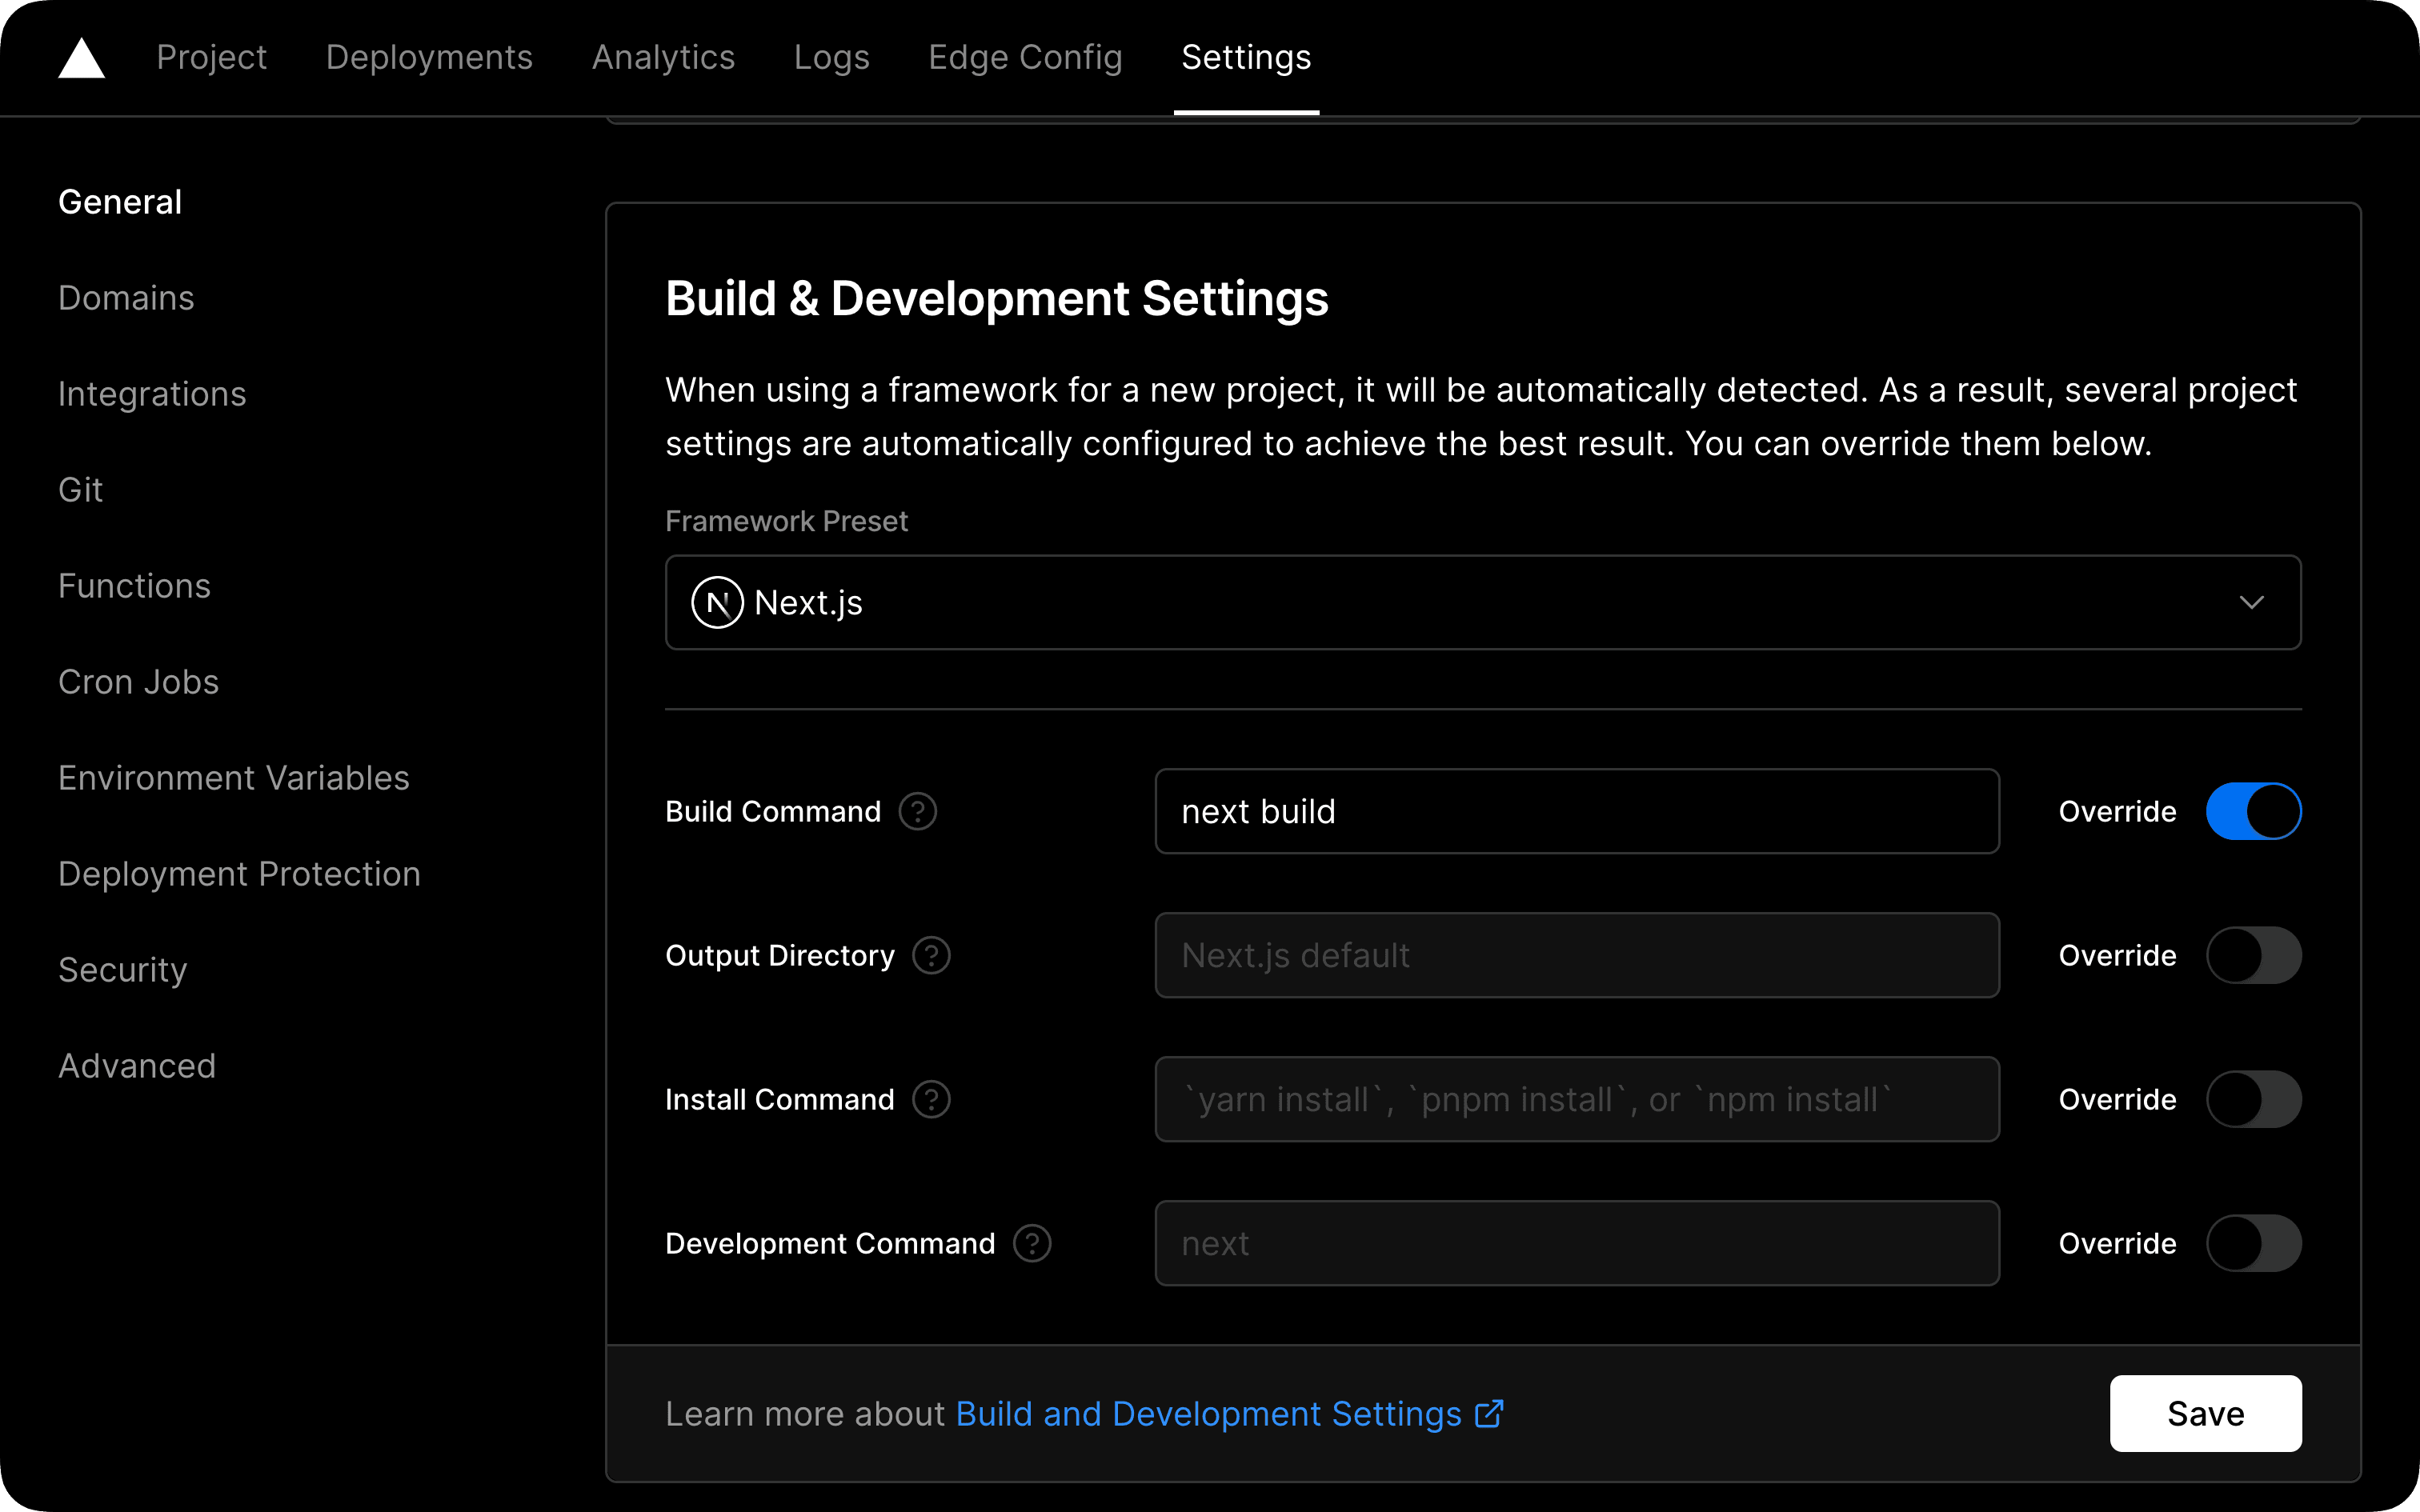 Project Deployments Analytics Logs Edge Config Settings
General
Domains
Integrations
Git
Functions
Cron Jobs
Environment Variables
Deployment Protection
Security
Advanced
Build & Development Settings
When using a framework for a new project, it will be automatically detected. As a result, several project
settings are automatically configured to achieve the best result. You can override them below.
Framework Preset
N Next.js
Build Command ? next build Override
Output Directory ? Next.js default Override
Install Command ? `yarn install`, `pnpm install`, or `npm install` Override
Development Command ? next Override
Learn more about Build and Development Settings Save